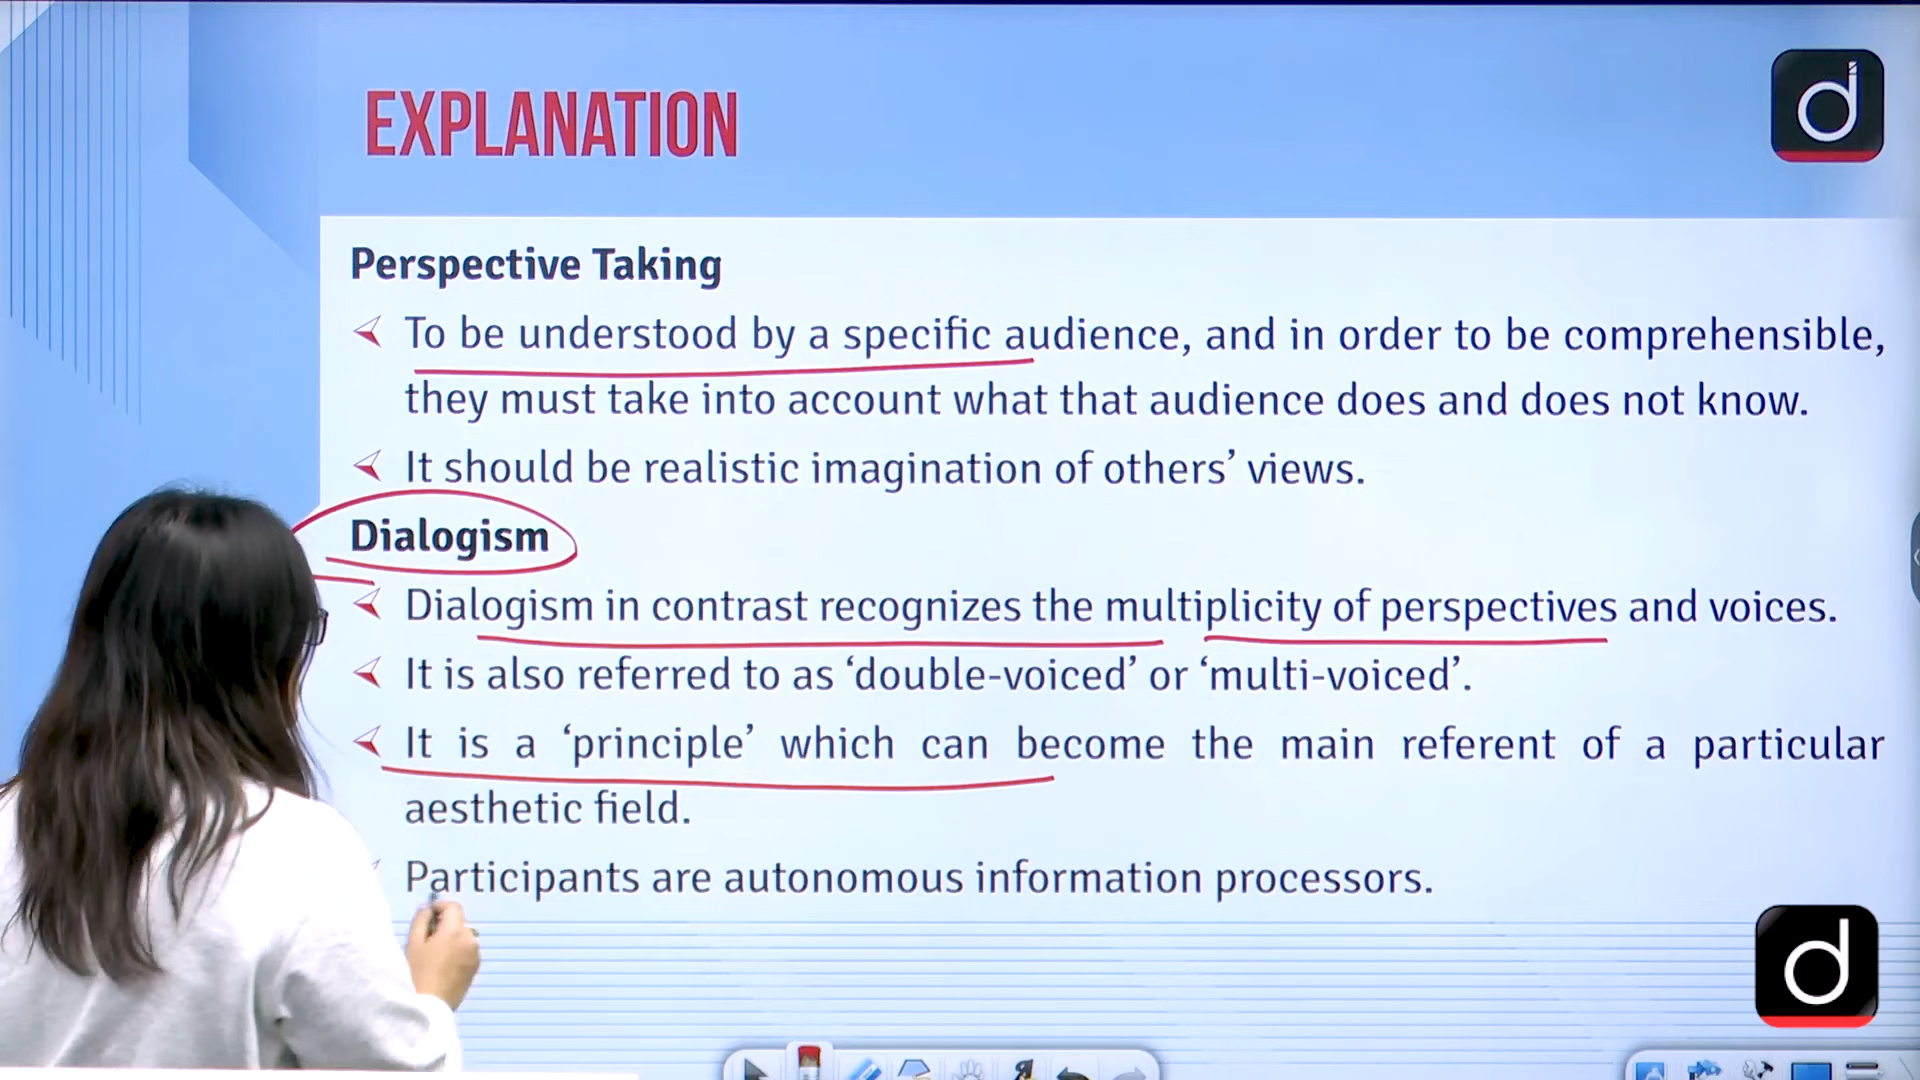 EXPLANATION
d
Perspective Taking
To be understood by a specific audience, and in order to be comprehensible,
they must take into account what that audience does and does not know.
It should be realistic imagination of others’ views.
Dialogism
Dialogism in contrast recognizes the multiplicity of perspectives and voices.
It is also referred to as ‘double-voiced’ or ‘multi-voiced’.
It is a ‘principle’ which can become the main referent of a particular
aesthetic field.
Participants are autonomous information processors.
d